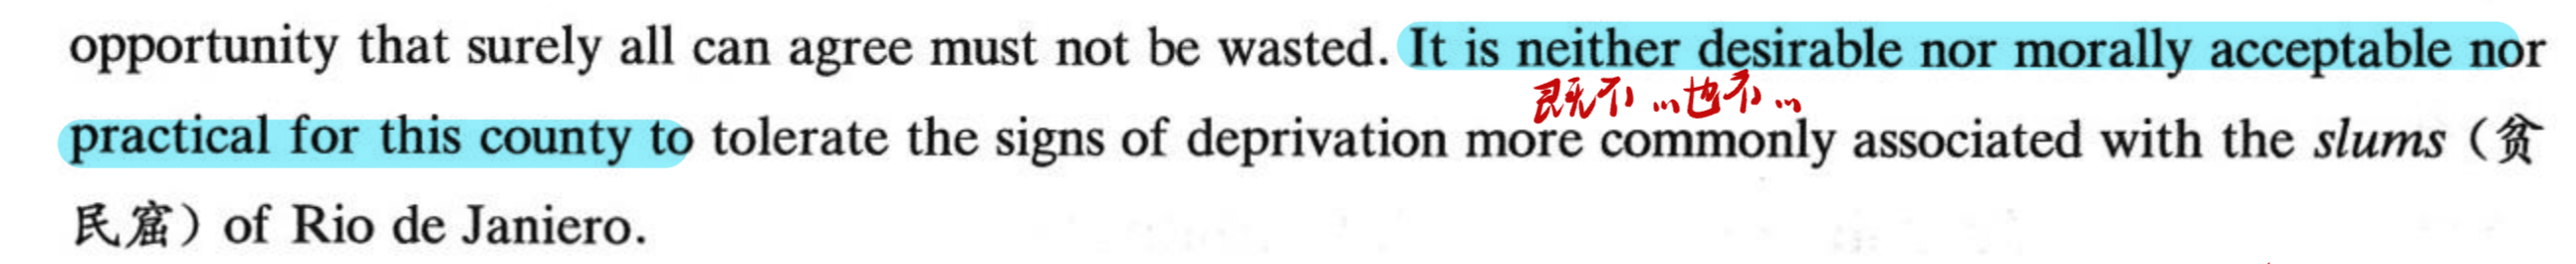 opportunity that surely all can agree must not be wasted. It is neither desirable nor morally acceptable nor
既不…也不…
practical for this county to tolerate the signs of deprivation more commonly associated with the slums（贫
民窟）of Rio de Janiero.